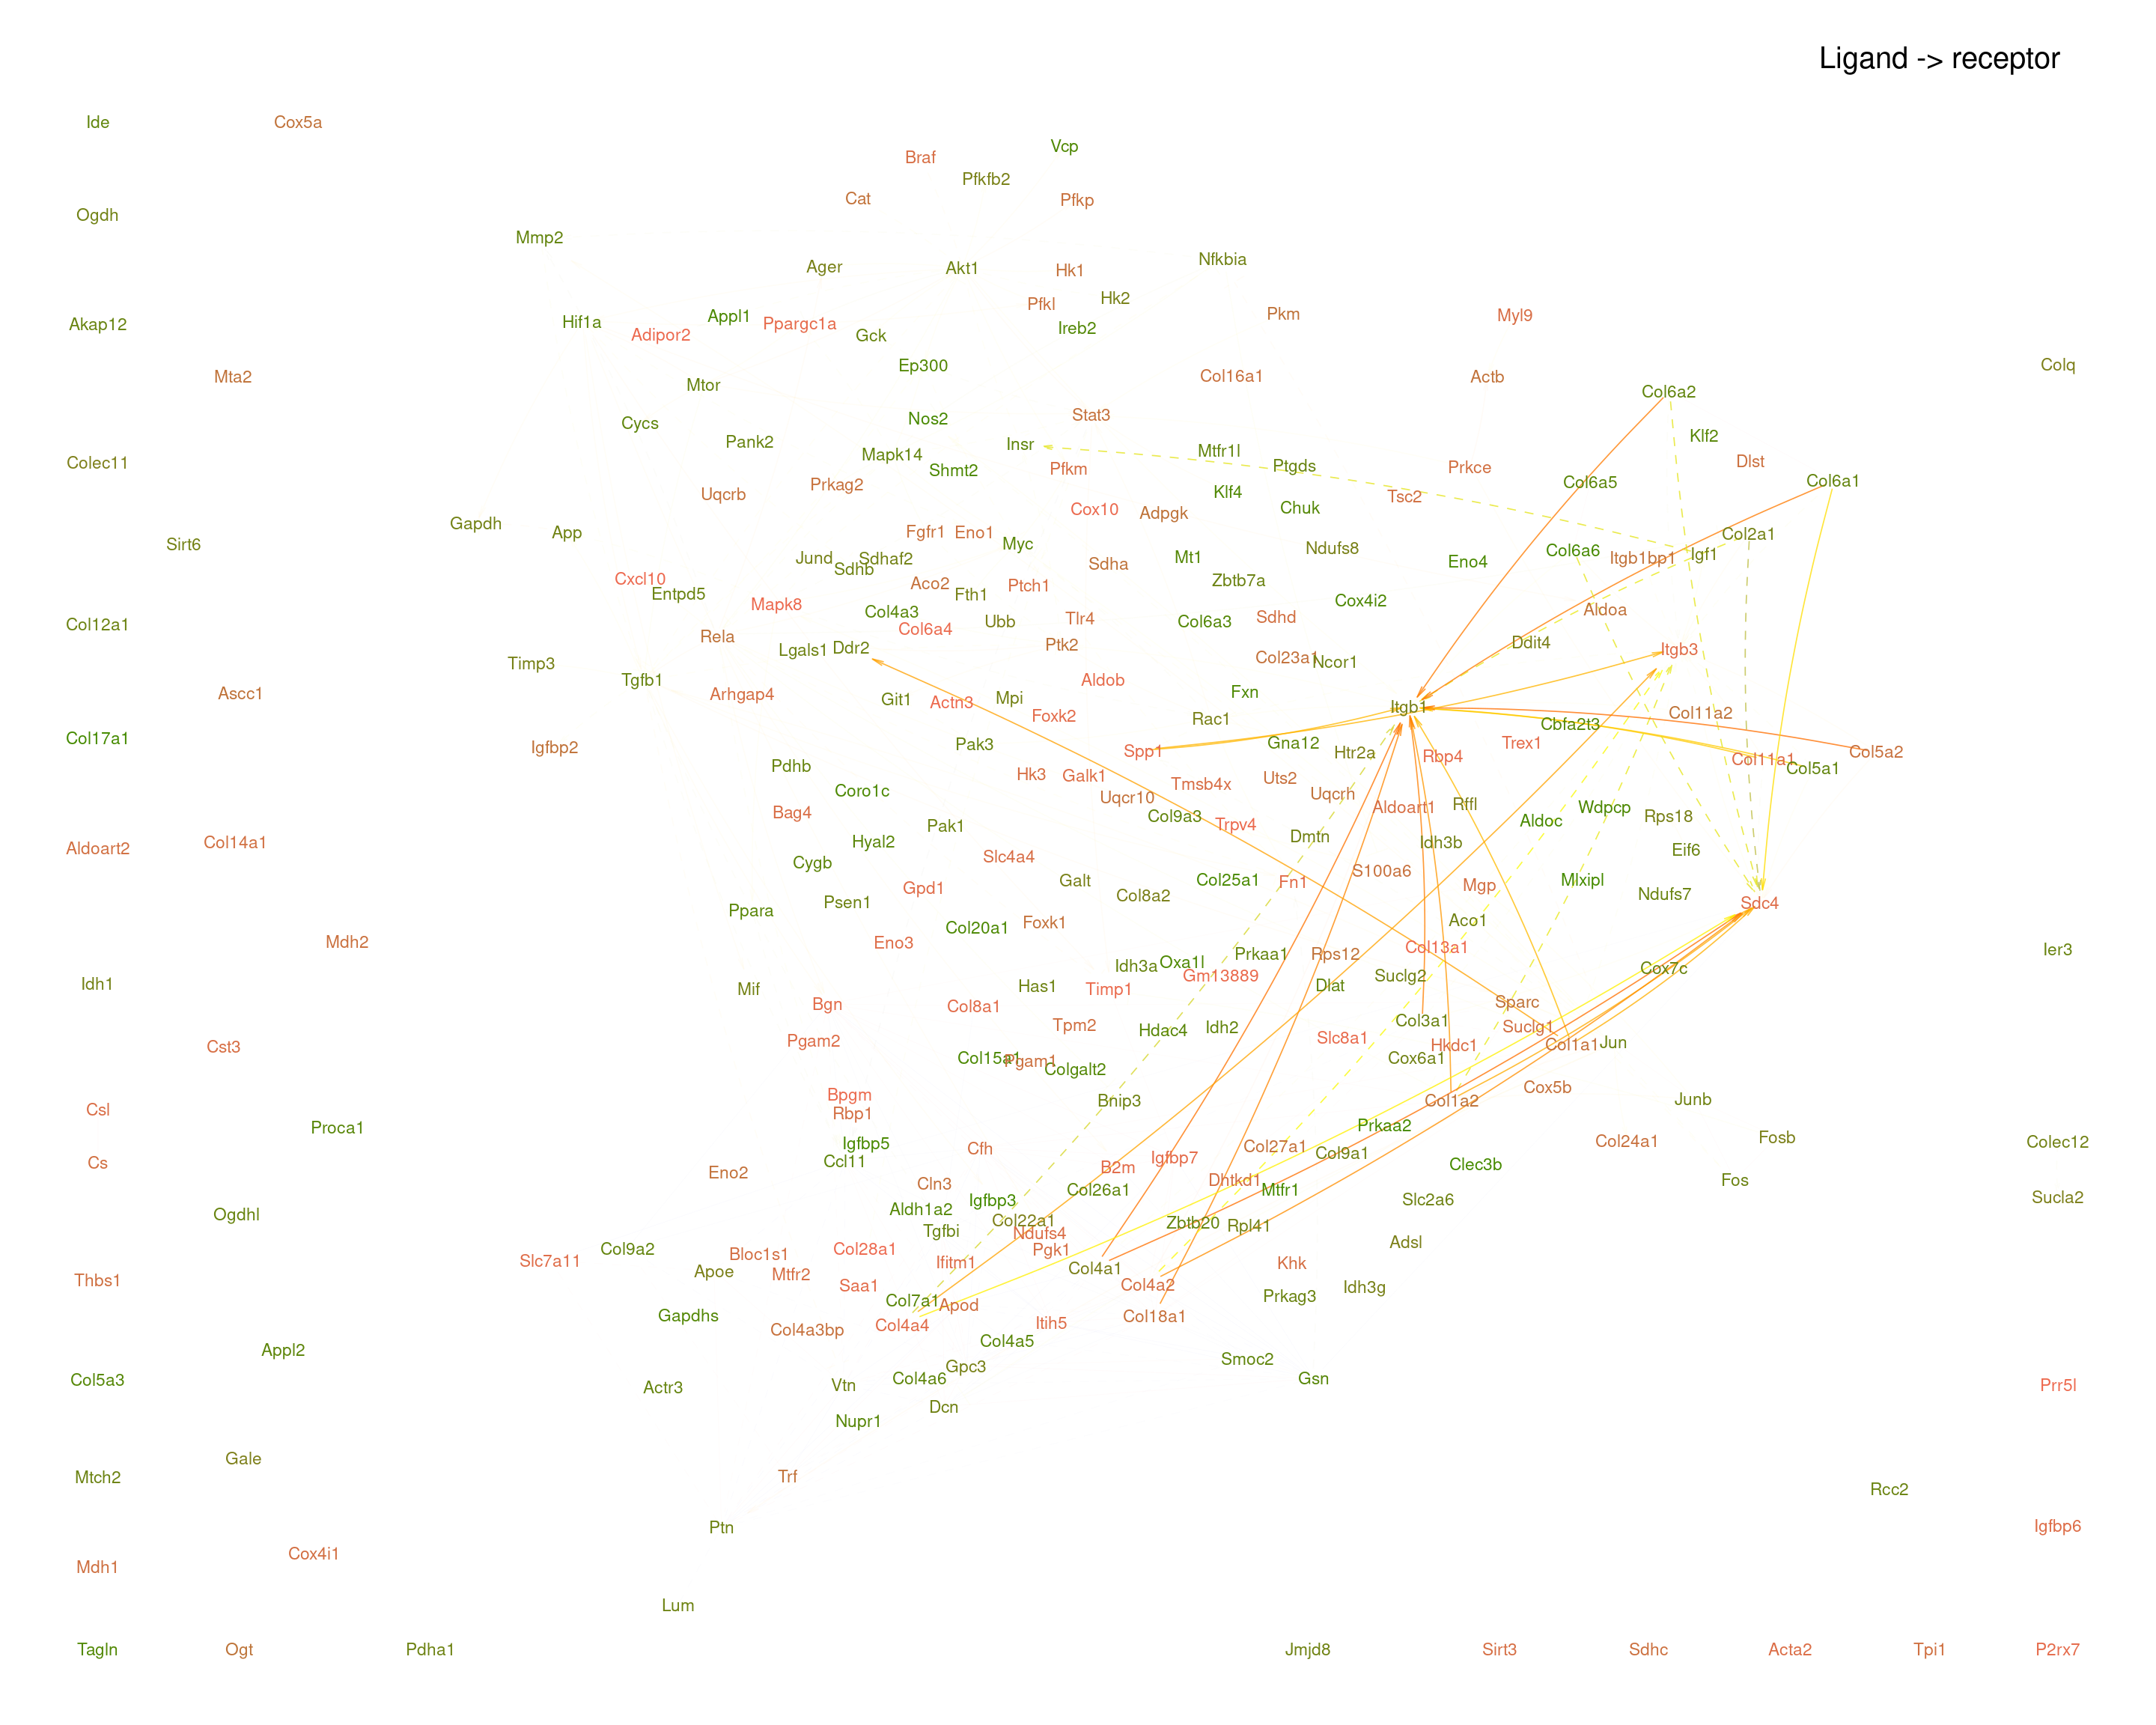 Ligand -> receptor
Ide
Cox5a
Vcp
Braf
Pfkfb2
Cat
Pfkp
Ogdh
Mmp2
Nfkbia
Ager
Akt1
Hk1
Hk2
Pfkl
Pkm
Myl9
Akap12
Hif1a
Appl1
Ppargc1a
Adipor2
Gck
Ireb2
Ep300
Colq
Mta2
Mtor
Col16a1
Actb
Col6a2
Cycs
Nos2
Stat3
Klf2
Pank2
Insr
Mapk14
Mtfr1l
Colec11
Shmt2
Pfkm
Ptgds
Prkce
Dlst
Uqcrb
Prkag2
Klf4
Tsc2
Col6a5
Col6a1
Cox10
Adpgk
Chuk
Gapdh
App
Fgfr1
Eno1
Col2a1
Sirt6
Myc
Ndufs8
Col6a6
Itgb1bp1
Igf1
Jund
Sdhaf2
Sdhb
Sdha
Mt1
Eno4
Cxcl10
Entpd5
Aco2
Fth1
Ptch1
Zbtb7a
Mapk8
Col4a3
Cox4i2
Aldoa
Col12a1
Col6a4
Ubb
Tlr4
Col6a3
Sdhd
Rela
Lgals1
Ddr2
Ptk2
Col23a1
Ncor1
Ddit4
Itgb3
Timp3
Tgfb1
Aldob
Ascc1
Arhgap4
Git1
Actn3
Mpi
Fxn
Itgb1
Foxk2
Rac1
Col11a2
Cbfa2t3
Col17a1
Igfbp2
Pak3
Spp1
Gna12
Htr2a
Rbp4
Trex1
Col5a2
Col11a1
Col5a1
Pdhb
Hk3
Galk1
Coro1c
Tmsb4x
Uts2
Uqcrh
Uqcr10
Bag4
Aldoart1
Rffl
Wdpcp
Rps18
Pak1
Col9a3
Trpv4
Aldoc
Dmtn
Aldoart2
Col14a1
Hyal2
Idh3b
Eif6
Cygb
Slc4a4
S100a6
Gpd1
Galt
Col8a2
Col25a1
Fn1
Mgp
Mlxipl
Ndufs7
Sdc4
Ppara
Psen1
Col20a1
Foxk1
Aco1
Mdh2
Eno3
Col13a1
Ier3
Prkaa1
Rps12
Idh3a
Oxa1l
Cox7c
Gm13889
Suclg2
Idh1
Mif
Has1
Timp1
Dlat
Bgn
Col8a1
Sparc
Tpm2
Hdac4
Idh2
Col3a1
Suclg1
Cst3
Pgam2
Slc8a1
Hkdc1
Col1a1
Jun
Col15a1
Pgam1
Colgalt2
Cox6a1
Cox5b
Bpgm
Rbp1
Bnip3
Col1a2
Junb
Csl
Proca1
Prkaa2
Igfbp5
Cfh
Col27a1
Col9a1
Col24a1
Fosb
Colec12
Cs
Ccl11
Eno2
B2m
Igfbp7
Clec3b
Cln3
Col26a1
Dhtkd1
Mtfr1
Fos
Igfbp3
Slc2a6
Sucla2
Ogdhl
Aldh1a2
Col22a1
Tgfbi
Ndufs4
Zbtb20
Rpl41
Adsl
Col9a2
Bloc1s1
Col28a1
Pgk1
Slc7a11
Ifitm1
Col4a1
Khk
Thbs1
Apoe
Mtfr2
Saa1
Col4a2
Idh3g
Col7a1
Apod
Prkag3
Gapdhs
Col4a4
Itih5
Col18a1
Col4a3bp
Col4a5
Appl2
Smoc2
Gpc3
Col5a3
Actr3
Vtn
Col4a6
Gsn
Prr5l
Dcn
Nupr1
Gale
Mtch2
Trf
Rcc2
Ptn
Igfbp6
Cox4i1
Mdh1
Lum
Tagln
Ogt
Pdha1
Jmjd8
Sirt3
Sdhc
Acta2
Tpi1
P2rx7